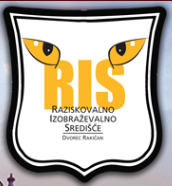 RIS
RAZISKOVALNO
IZOBRAŽEVALNO
SREDIŠČE
DVOREC RAKIČAN